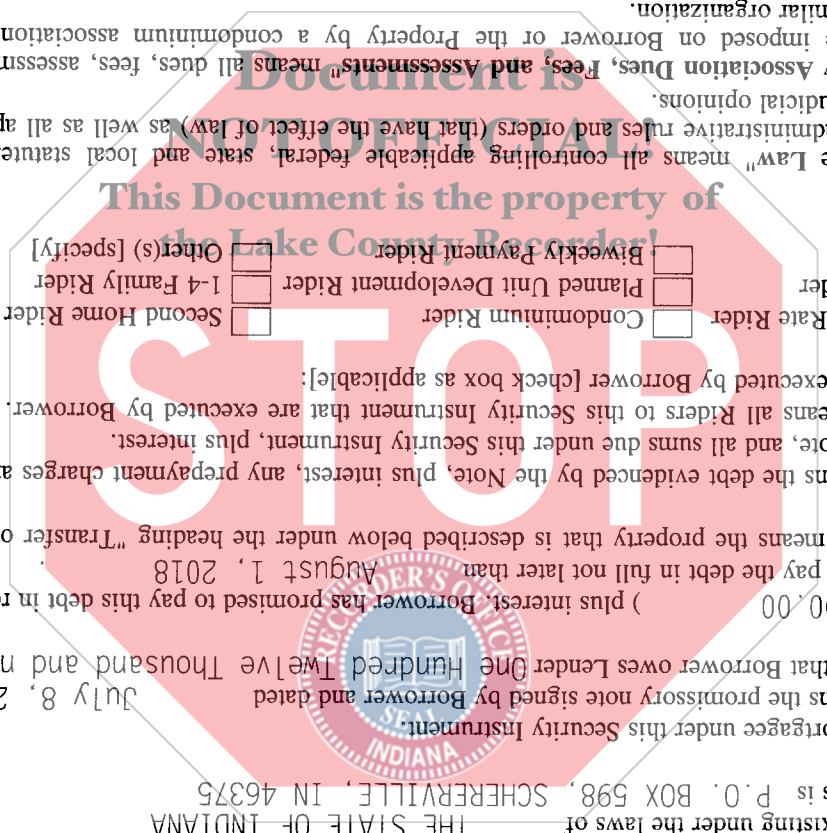 xisting under the laws of THE STATE OF INDIANA
s is P.O. BOX 598, SCHERERVILLE, IN 46375
ortgagee under this Security Instrument.
ns the promissory note signed by Borrower and dated July 8, 2
that Borrower owes Lender One Hundred Twelve Thousand and n
00.00 ) plus interest. Borrower has promised to pay this debt in re
pay the debt in full not later than August 1, 2018 .
means the property that is described below under the heading "Transfer o
ns the debt evidenced by the Note, plus interest, any prepayment charges a
ote, and all sums due under this Security Instrument, plus interest.
eans all Riders to this Security Instrument that are executed by Borrower.
executed by Borrower [check box as applicable]:
Rate Rider Condominium Rider Second Home Rider
der Planned Unit Development Rider 1-4 Family Rider
Biweekly Payment Rider Other(s) [specify]
e Law" means all controlling applicable federal, state and local statute
dministrative rules and orders (that have the effect of law) as well as all ap
udicial opinions.
y Association Dues, Fees, and Assessments" means all dues, fees, assessm
imposed on Borrower or the Property by a condominium association
milar organization.
Document is
NOT OFFICIAL!
This Document is the property of
the Lake County Recorder!
STOP
RECORDER'S OFFICE
SEAL
INDIANA